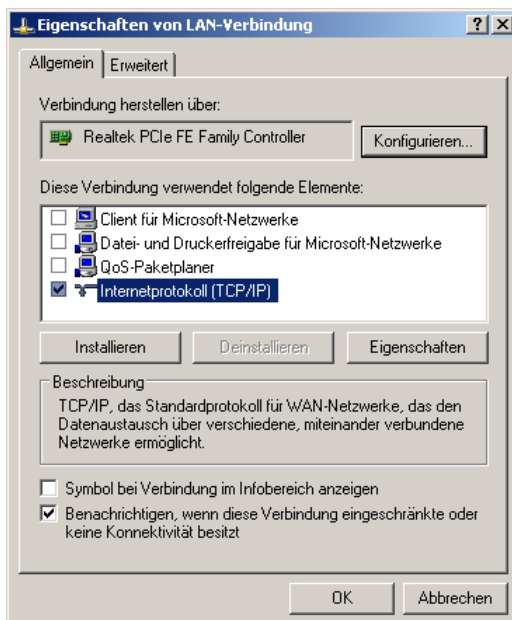 Eigenschaften von LAN-Verbindung
Allgemein
Erweitert
Verbindung herstellen über:
Realtek PCIe FE Family Controller
Konfigurieren...
Diese Verbindung verwendet folgende Elemente:
Client für Microsoft-Netzwerke
Datei- und Druckerfreigabe für Microsoft-Netzwerke
QoS-Paketplaner
Internetprotokoll (TCP/IP)
Installieren
Deinstallieren
Eigenschaften
Beschreibung
TCP/IP, das Standardprotokoll für WAN-Netzwerke, das den
Datenaustausch über verschiedene, miteinander verbundene
Netzwerke ermöglicht.
Symbol bei Verbindung im Infobereich anzeigen
Benachrichtigen, wenn diese Verbindung eingeschränkte oder
keine Konnektivität besitzt
OK
Abbrechen